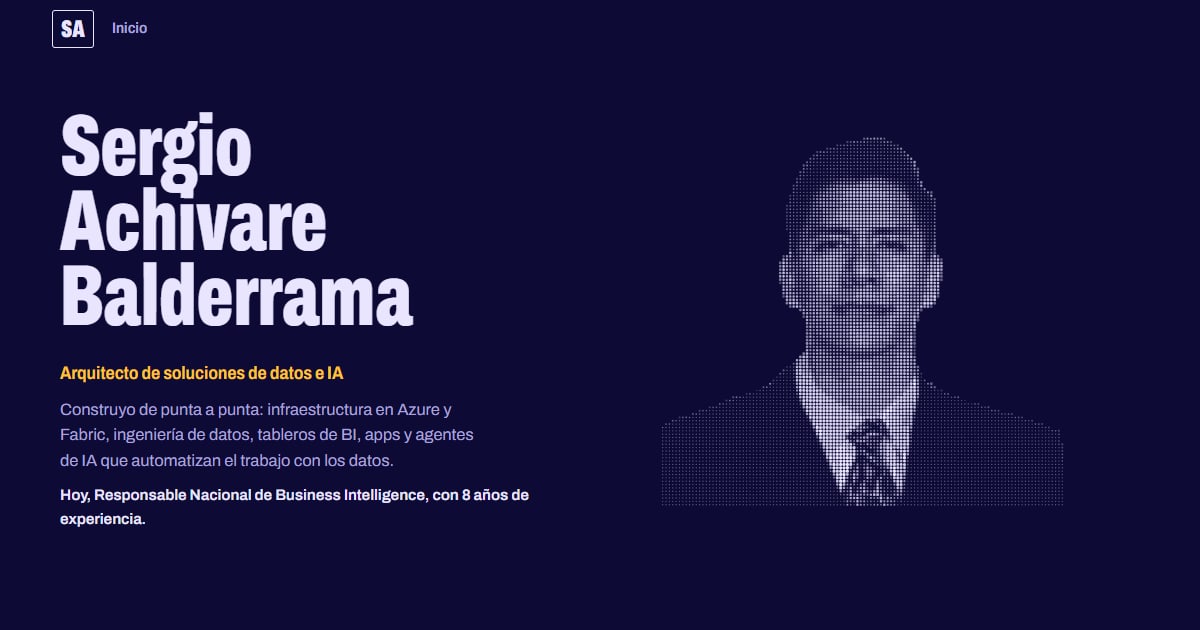 SA
Inicio
Sergio
Achivare
Balderrama
Arquitecto de soluciones de datos e IA
Construyo de punta a punta: infraestructura en Azure y
Fabric, ingeniería de datos, tableros de BI, apps y agentes
de IA que automatizan el trabajo con los datos.
Hoy, Responsable Nacional de Business Intelligence, con 8 años de
experiencia.